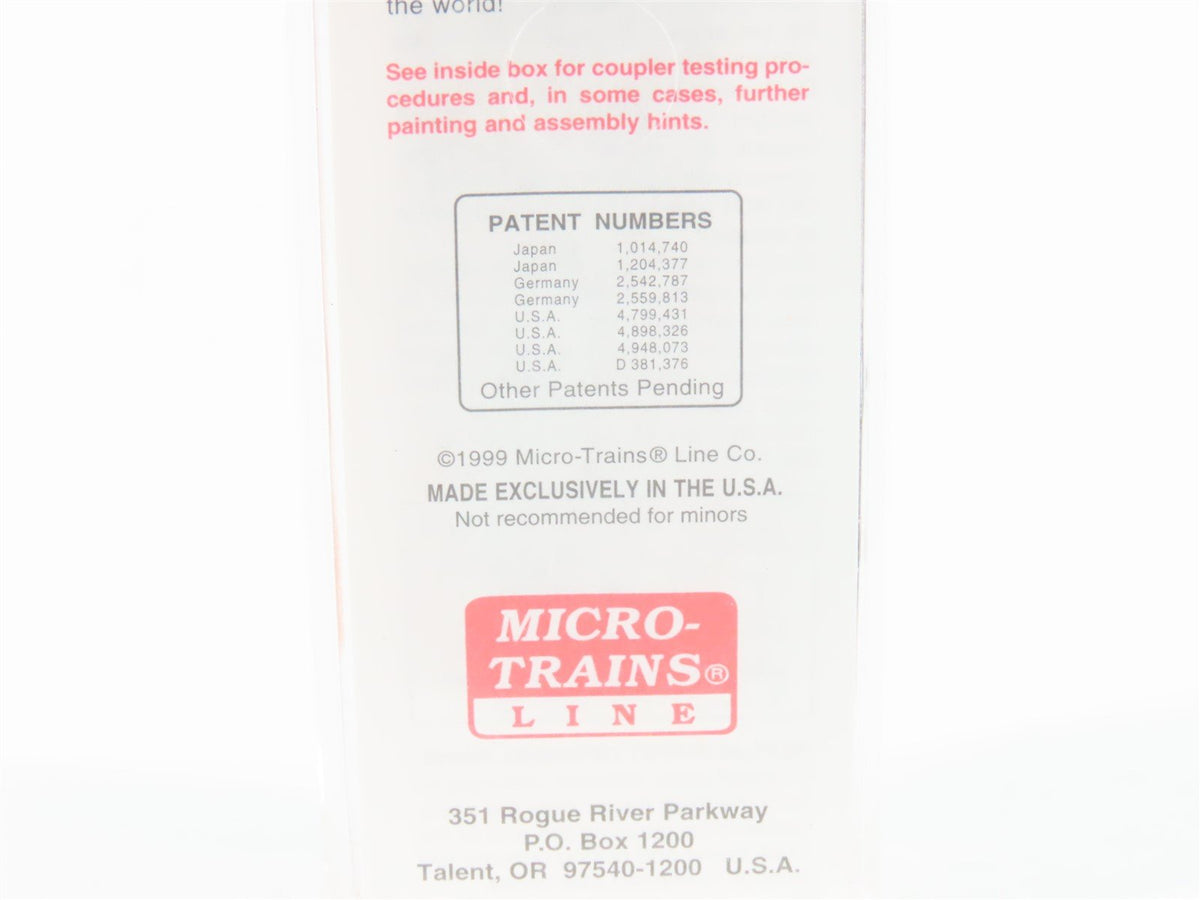 the world!
See inside box for coupler testing pro-
cedures and, in some cases, further
painting and assembly hints.
PATENT NUMBERS
Japan 1,014,740
Japan 1,204,377
Germany 2,542,787
Germany 2,559,813
U.S.A. 4,799,431
U.S.A. 4,898,326
U.S.A. 4,948,073
U.S.A. D 381,376
Other Patents Pending
©1999 Micro-Trains® Line Co.
MADE EXCLUSIVELY IN THE U.S.A.
Not recommended for minors
MICRO-
TRAINS®
LINE
351 Rogue River Parkway
P.O. Box 1200
Talent, OR 97540-1200 U.S.A.